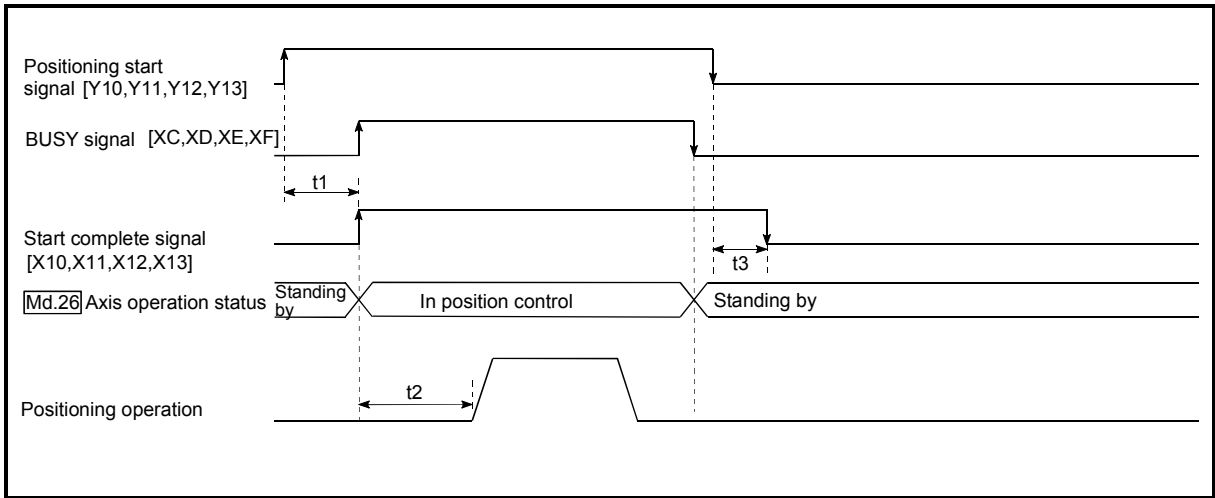 Positioning start
signal [Y10,Y11,Y12,Y13]
BUSY signal [XC,XD,XE,XF]
t1
Start complete signal
[X10,X11,X12,X13]
t3
Md.26 Axis operation status
Standing
by
In position control
Standing by
t2
Positioning operation